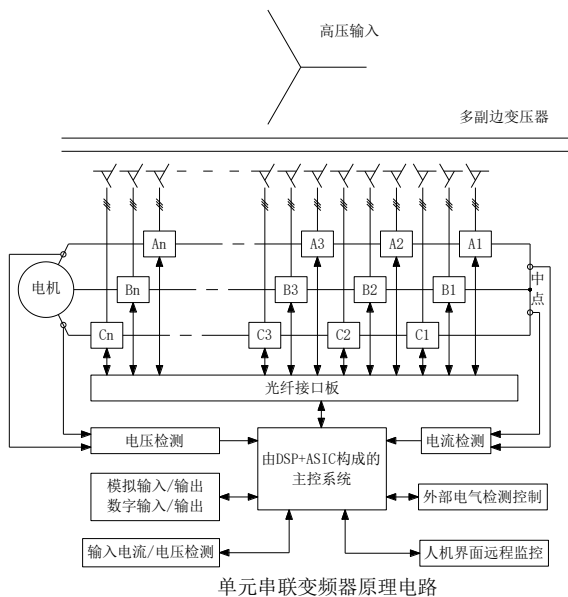 高压输入
多副边变压器
An
A3
A2
A1
电机
Bn
B3
B2
B1
中点
Cn
C3
C2
C1
光纤接口板
电压检测
由DSP+ASIC构成的
主控系统
电流检测
模拟输入/输出
数字输入/输出
外部电气检测控制
输入电流/电压检测
人机界面远程监控
单元串联变频器原理电路